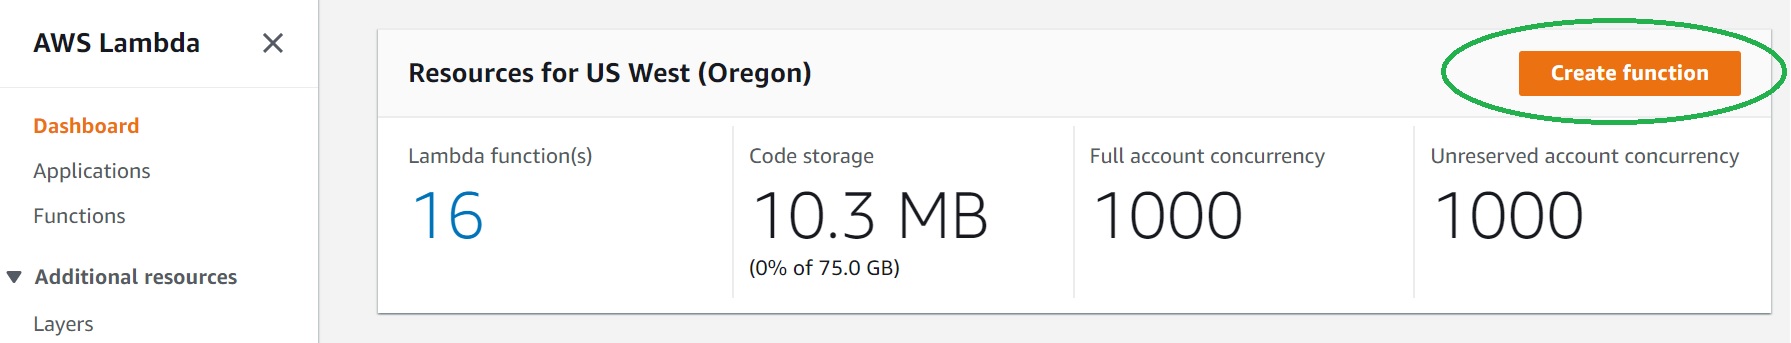 AWS Lambda
Dashboard
Applications
Functions
Additional resources
Layers
Resources for US West (Oregon)
Create function
Lambda function(s)
16
Code storage
10.3 MB
(0% of 75.0 GB)
Full account concurrency
1000
Unreserved account concurrency
1000